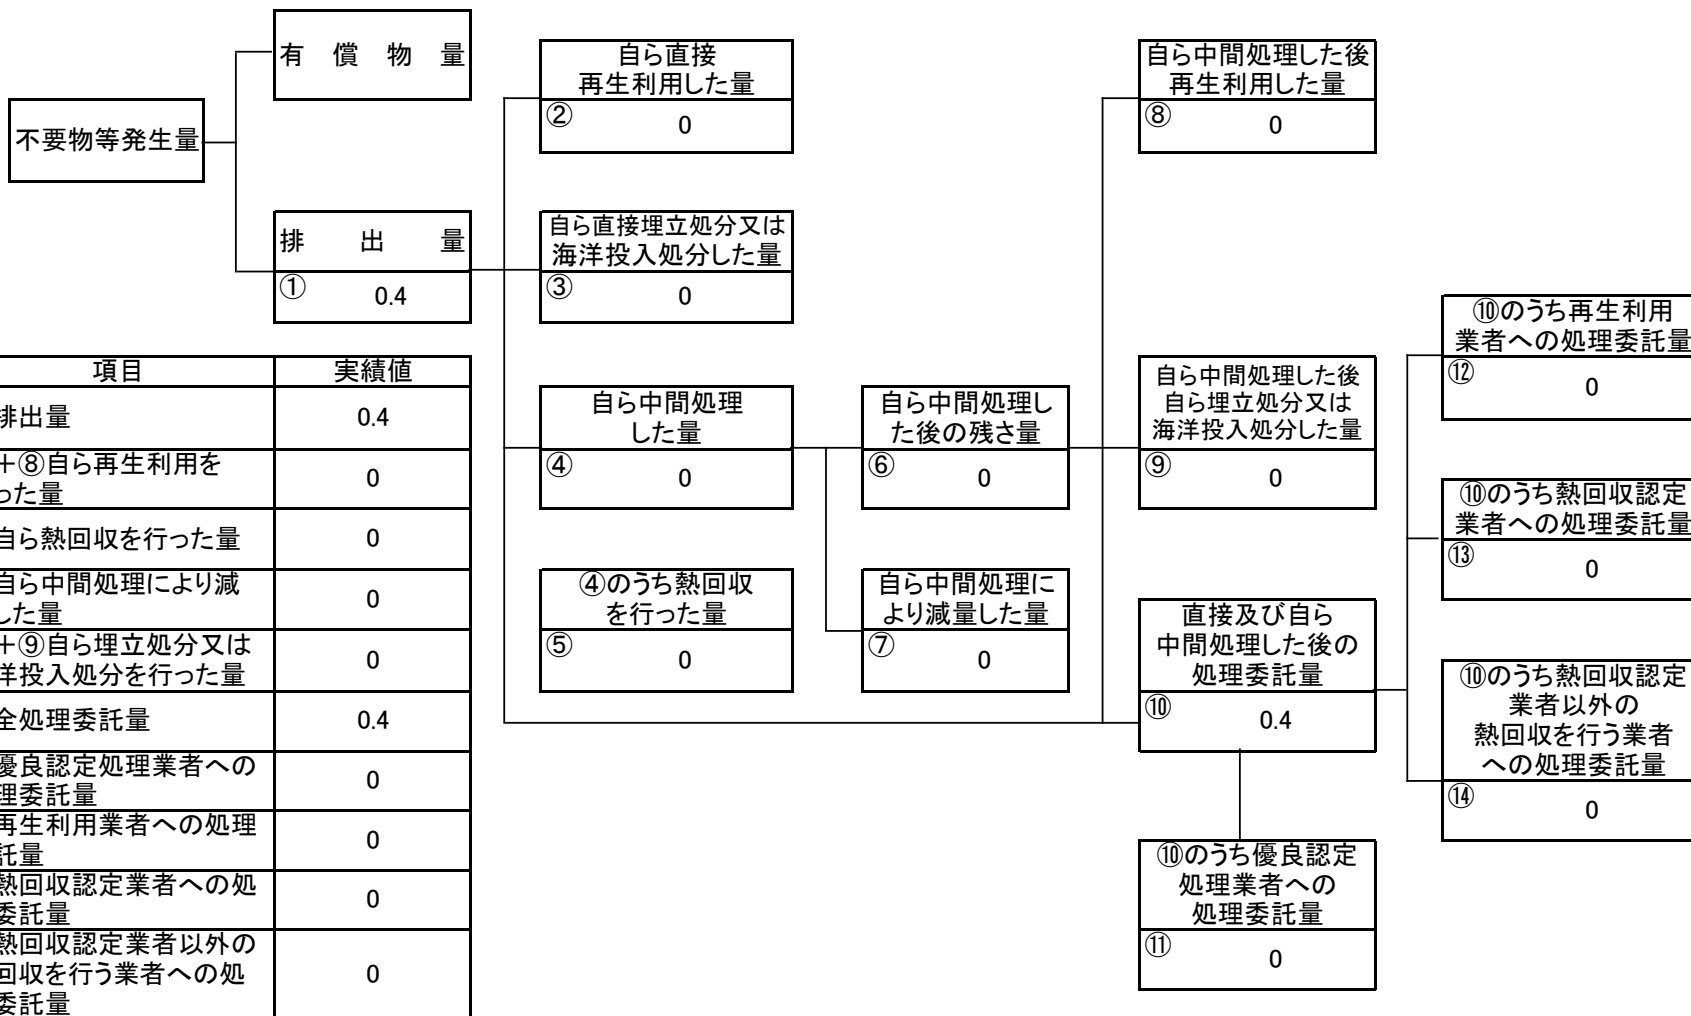 不要物等発生量
有償物量
排出量
①
0.4
自ら直接
再生利用した量
②
0
自ら直接埋立処分又は
海洋投入処分した量
③
0
自ら中間処理
した量
④
0
④のうち熱回収
を行った量
⑤
0
自ら中間処理し
た後の残さ量
⑥
0
自ら中間処理に
より減量した量
⑦
0
自ら中間処理した後
再生利用した量
⑧
0
自ら中間処理した後
自ら埋立処分又は
海洋投入処分した量
⑨
0
直接及び自ら
中間処理した後の
処理委託量
⑩
0.4
⑩のうち優良認定
処理業者への
処理委託量
⑪
0
⑩のうち再生利用
業者への処理委託量
⑫
0
⑩のうち熱回収認定
業者への処理委託量
⑬
0
⑩のうち熱回収認定
業者以外の
熱回収を行う業者
への処理委託量
⑭
0
項目 実績値
排出量 0.4
+⑧自ら再生利用を
った量
0
自ら熱回収を行った量 0
自ら中間処理により減
した量
0
+⑨自ら埋立処分又は
洋投入処分を行った量
0
全処理委託量 0.4
優良認定処理業者への
理委託量
0
再生利用業者への処理
託量
0
熱回収認定業者への処
委託量
0
熱回収認定業者以外の
回収を行う業者への処
委託量
0